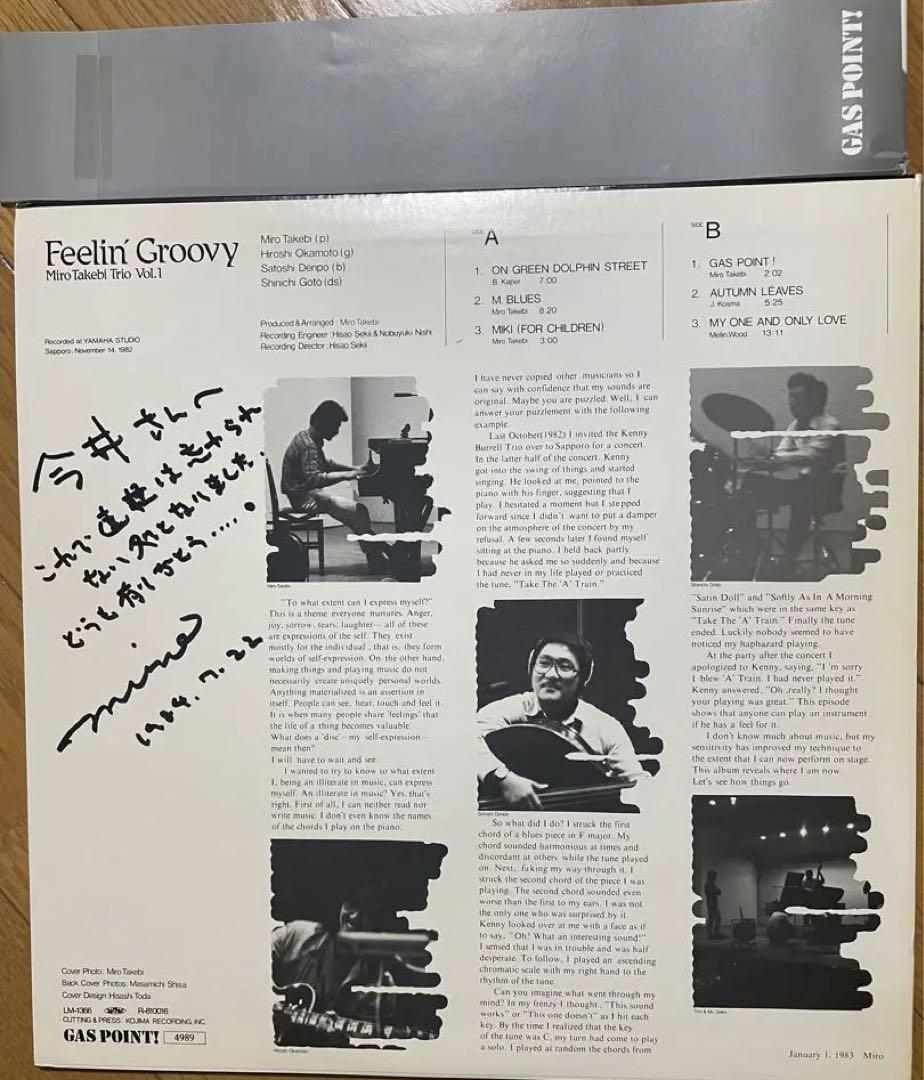 GAS POINT!
Feelin' Groovy
Miro Takebi Trio Vol.1
Recorded at YAMAHA STUDIO
Sapporo, November 14, 1982
Miro Takebi (p)
Hiroshi Okamoto (g)
Satoshi Denpo (b)
Shinichi Goto (ds)
Produced & Arranged : Miro Takebi
Recording Engineer : Hisao Seki & Nobuyuki Nishi
Recording Director : Hisao Seki
SIDE A
1. ON GREEN DOLPHIN STREET
B. Kaper 7:00
2. M. BLUES
Miro Takebi 8:20
3. MIKI (FOR CHILDREN)
Miro Takebi 3:00
SIDE B
1. GAS POINT !
Miro Takebi 2:02
2. AUTUMN LEAVES
J. Kosma 5:25
3. MY ONE AND ONLY LOVE
Mellin.Wood 13:11
今井さんへ
これで連絡は忘れられ
ない となりました.
どうも有りがとう.....。
miro
1984.7.22
Miro Takebi
"To what extent can I express myself?"
This is a theme everyone nurtures. Anger,
joy, sorrow, tears, laughter--- all of these
are expressions of the self. They exist
mostly for the individual , that is, they form
worlds of self-expression. On the other hand,
making things and playing music do not
necessarily create uniquely personal worlds.
Anything materialized is an assertion in
itself. People can see, hear, touch and feel it.
It is when many people share 'feelings' that
the life of a thing becomes valuable.
What does a 'disc'—my self-expression—
mean then?
I will have to wait and see.
I wanted to try to know to what extent
I, being an illiterate in music, can express
myself. An illiterate in music? Yes, that's
right. First of all, I can neither read nor
write music. I don't even know the names
of the chords I play on the piano.
Hiroshi Okamoto
I have never copied other musicians so I
can say with confidence that my sounds are
original. Maybe you are puzzled. Well, I can
answer your puzzlement with the following
example.
Last October(1982) I invited the Kenny
Burrell Trio over to Sapporo for a concert.
In the latter half of the concert, Kenny
got into the swing of things and started
singing. He looked at me, pointed to the
piano with his finger, suggesting that I
play. I hesitated a moment but I stepped
forward since I didn't want to put a damper
on the atmosphere of the concert by my
refusal. A few seconds later I found myself
sitting at the piano. I held back partly
because he asked me so suddenly and because
I had never in my life played or practiced
the tune, "Take The 'A' Train."
Satoshi Denpo
So what did I do? I struck the first
chord of a blues piece in F major. My
chord sounded harmonious at times and
discordant at others while the tune played
on. Next, faking my way through it, I
struck the second chord of the piece I was
playing. The second chord sounded even
worse than the first to my ears. I was not
the only one who was surprised by it.
Kenny looked over at me with a face as if
to say, "Oh! What an interesting sound!"
I sensed that I was in trouble and was half
desperate. To follow, I played an ascending
chromatic scale with my right hand to the
rhythm of the tune.
Can you imagine what went through my
mind? In my frenzy I thought, "This sound
works" or "This one doesn't" as I hit each
key. By the time I realized that the key
of the tune was C, my turn had come to play
a solo. I played at random the chords from
Shinichi Goto
"Satin Doll" and "Softly As In A Morning
Sunrise" which were in the same key as
"Take The 'A' Train." Finally the tune
ended. Luckily nobody seemed to have
noticed my haphazard playing.
At the party after the concert I
apologized to Kenny, saying, "I 'm sorry
I blew 'A' Train. I had never played it."
Kenny answered, "Oh ,really? I thought
your playing was great." This episode
shows that anyone can play an instrument
if he has a feel for it.
I don't know much about music, but my
sensitivity has improved my technique to
the extent that I can now perform on stage.
This album reveals where I am now.
Let's see how things go.
Trio & Mr. Seki
January 1, 1983 Miro
Cover Photo: Miro Takebi
Back Cover Photos: Masamichi Shisa
Cover Design: Hisashi Toda
LM-1366 R-810016
CUTTING & PRESS: KOJIMA RECORDING, INC.
GAS POINT! 4989